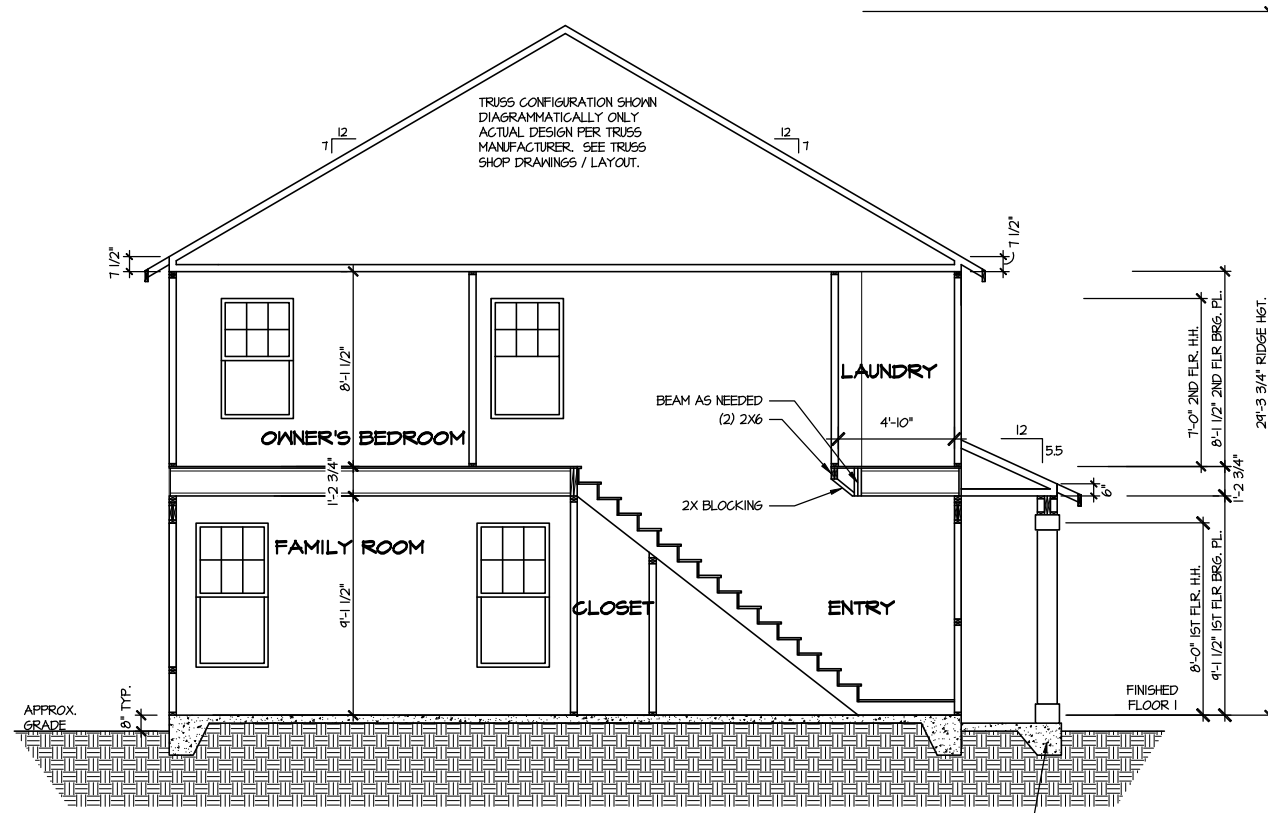 TRUSS CONFIGURATION SHOWN
DIAGRAMMATICALLY ONLY
ACTUAL DESIGN PER TRUSS
MANUFACTURER. SEE TRUSS
SHOP DRAWINGS / LAYOUT.
12
7
12
7
7 1/2"
7 1/2"
8'-1 1/2"
LAUNDRY
BEAM AS NEEDED
(2) 2X6
4'-10"
OWNER'S BEDROOM
12
5.5
1'-2 3/4"
2X BLOCKING
6"
7'-0" 2ND FLR. H.H.
8'-1 1/2" 2ND FLR BRG. PL.
29'-3 3/4" RIDGE HGT.
1'-2 3/4"
FAMILY ROOM
9'-1 1/2"
CLOSET
ENTRY
8'-0" 1ST FLR. H.H.
9'-1 1/2" 1ST FLR BRG. PL.
APPROX.
GRADE
8" TYP.
FINISHED
FLOOR 1